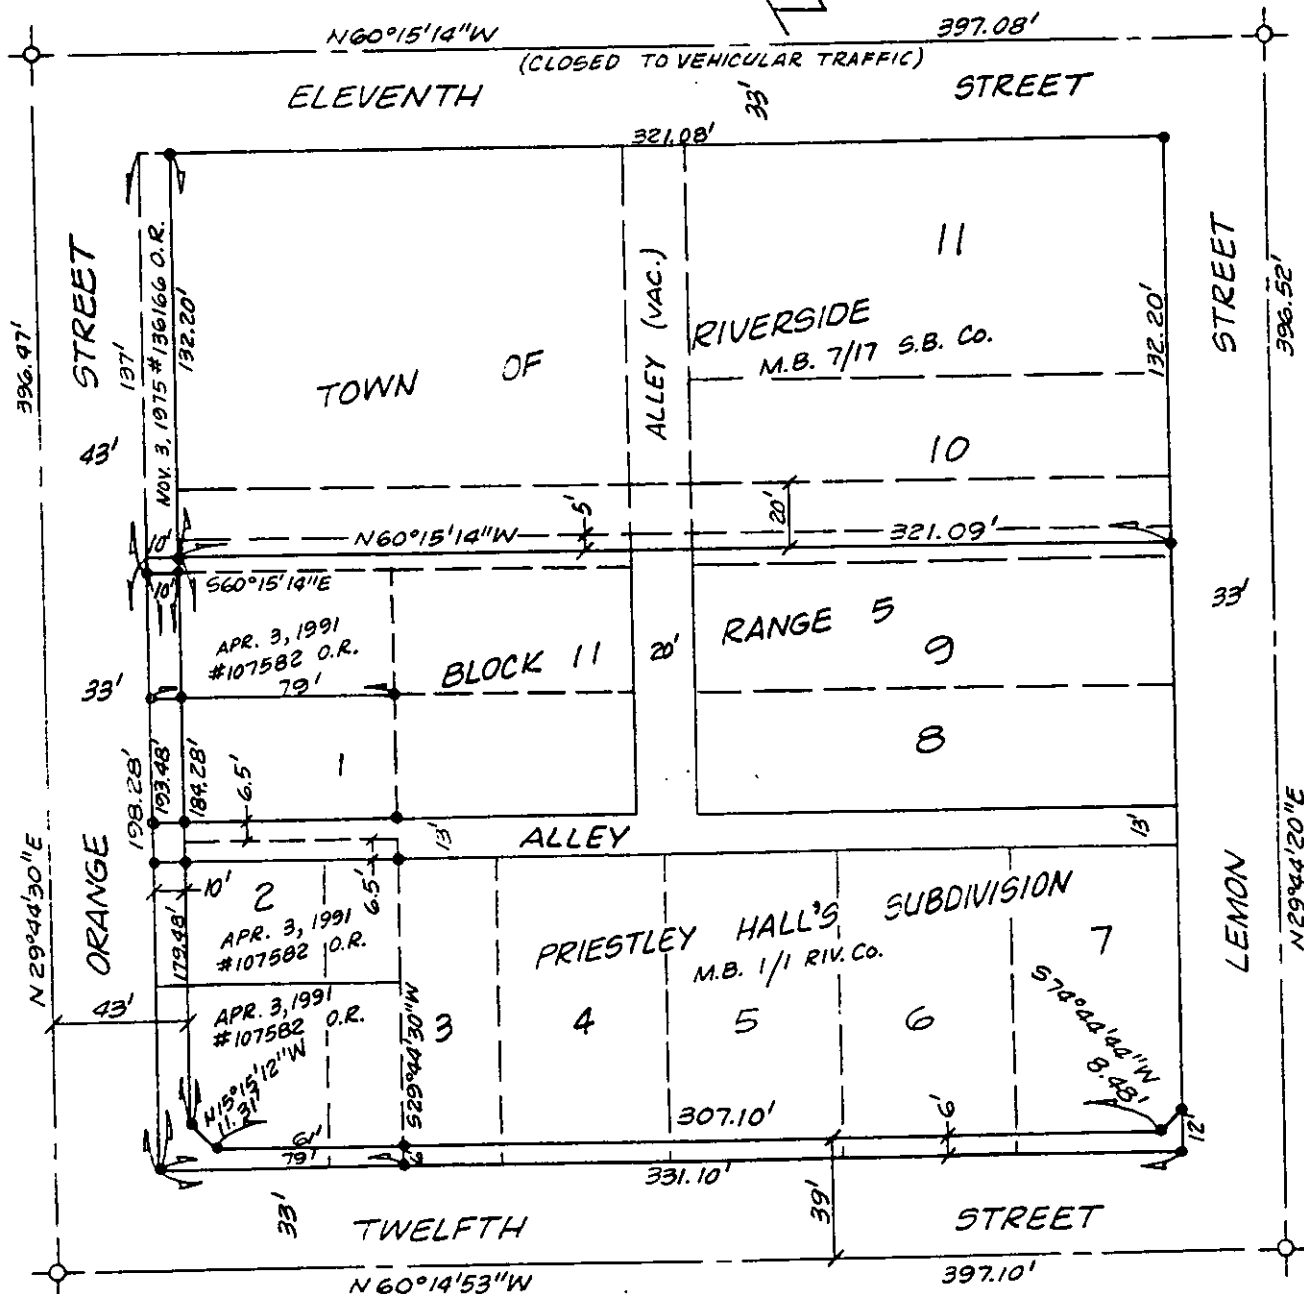 N60°15'14"W 397.08'
(CLOSED TO VEHICULAR TRAFFIC)
ELEVENTH 33' STREET
321.08'
STREET
396.47'
137'
NOV. 3, 1975 #136166 O.R.
132.20'
43'
TOWN OF
ALLEY (VAC.)
11
RIVERSIDE
M.B. 7/17 S.B. Co.
132.20'
STREET
396.52'
10
10'
N60°15'14"W
5'
20'
321.09'
10'
S60°15'14"E
APR. 3, 1991
#107582 O.R.
79'
BLOCK 11
20'
RANGE 5
9
33'
33'
8
198.28'
193.48'
184.28'
6.5'
1
13'
ALLEY
13'
N29°44'30"E
ORANGE
10'
2
6.5'
APR. 3, 1991
#107582 O.R.
179.48'
43'
APR. 3, 1991
#107582 O.R.
N15°15'12"W
11.31'
S29°44'30"W
3
4
5
6
7
PRIESTLEY HALL'S SUBDIVISION
M.B. 1/1 RIV. Co.
S74°44'44"W
8.48'
LEMON
N29°44'20"E
307.10'
6'
12'
61'
79'
6'
331.10'
33'
TWELFTH
39'
STREET
N60°14'53"W 397.10'